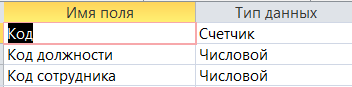 Имя поля Тип данных
Код Счетчик
Код должности Числовой
Код сотрудника Числовой